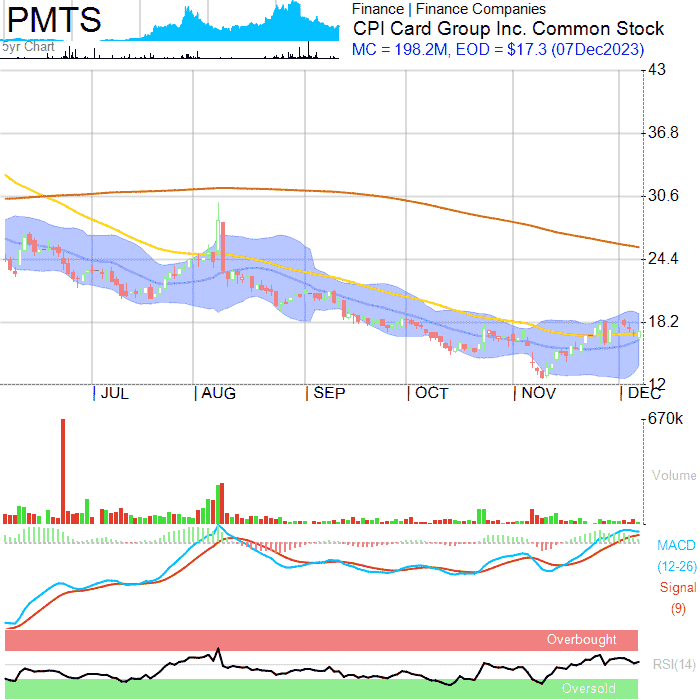 PMTS
5yr Chart
Finance | Finance Companies
CPI Card Group Inc. Common Stock
MC = 198.2M, EOD = $17.3 (07Dec2023)
43
36.8
30.6
24.4
18.2
12
JUL AUG SEP OCT NOV DEC
670k
Volume
MACD
(12-26)
Signal
(9)
Overbought
RSI(14)
Oversold